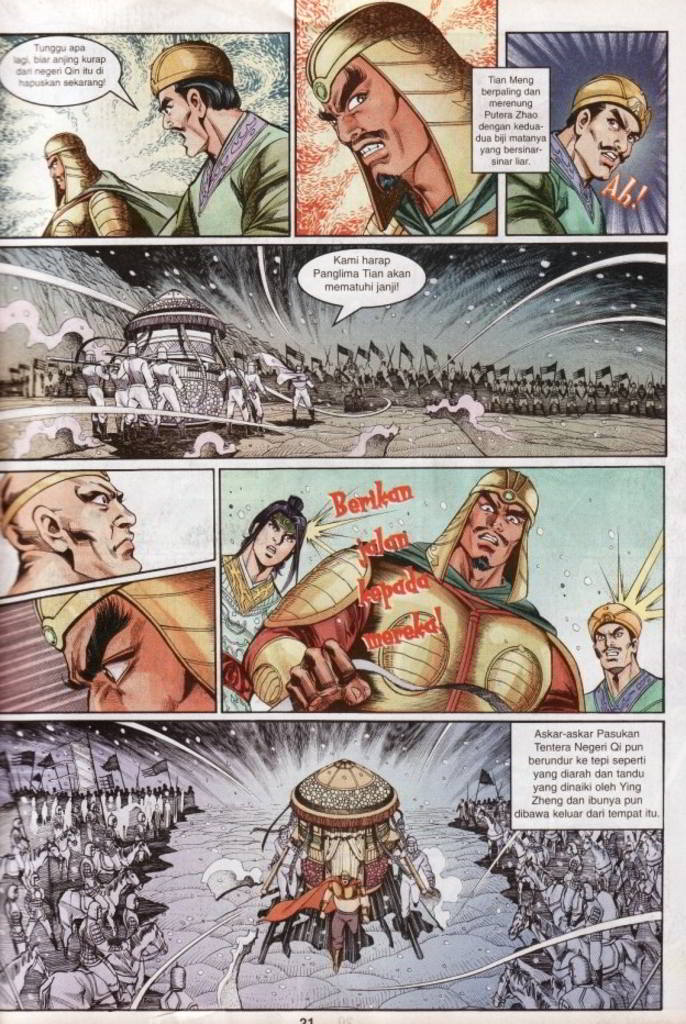 Tunggu apa
lagi, biar anjing kurap
dari negeri Qin itu di
hapuskan sekarang!
Tian Meng
berpaling dan
merenung
Putera Zhao
dengan kedua-
dua biji matanya
yang bersinar-
sinar liar.
Ah!
Kami harap
Panglima Tian akan
mematuhi janji!
Berikan
jalan
kepada
mereka!
Askar-askar Pasukan
Tentera Negeri Qi pun
berundur ke tepi seperti
yang diarah dan tandu
yang dinaiki oleh Ying
Zheng dan ibunya pun
dibawa keluar dari tempat itu.
21